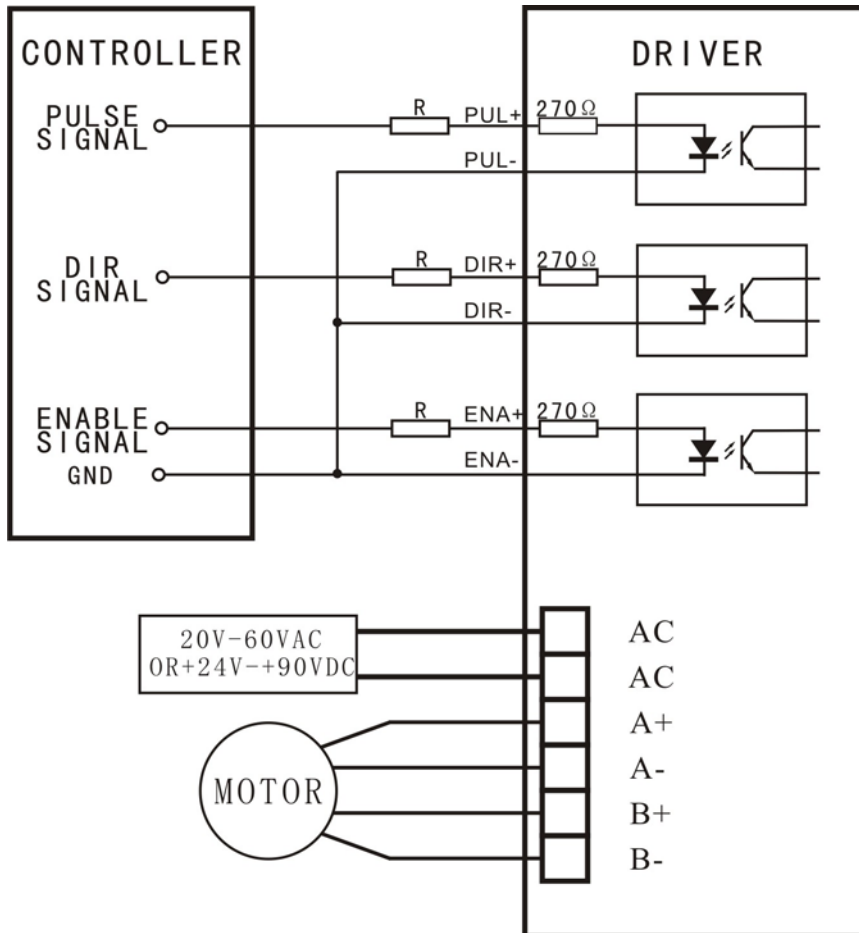 CONTROLLER
DRIVER
PULSE
SIGNAL
R
PUL+
270Ω
PUL-
DIR
SIGNAL
R
DIR+
270Ω
DIR-
ENABLE
SIGNAL
R
ENA+
270Ω
GND
ENA-
20V-60VAC
OR+24V-+90VDC
AC
AC
A+
MOTOR
A-
B+
B-